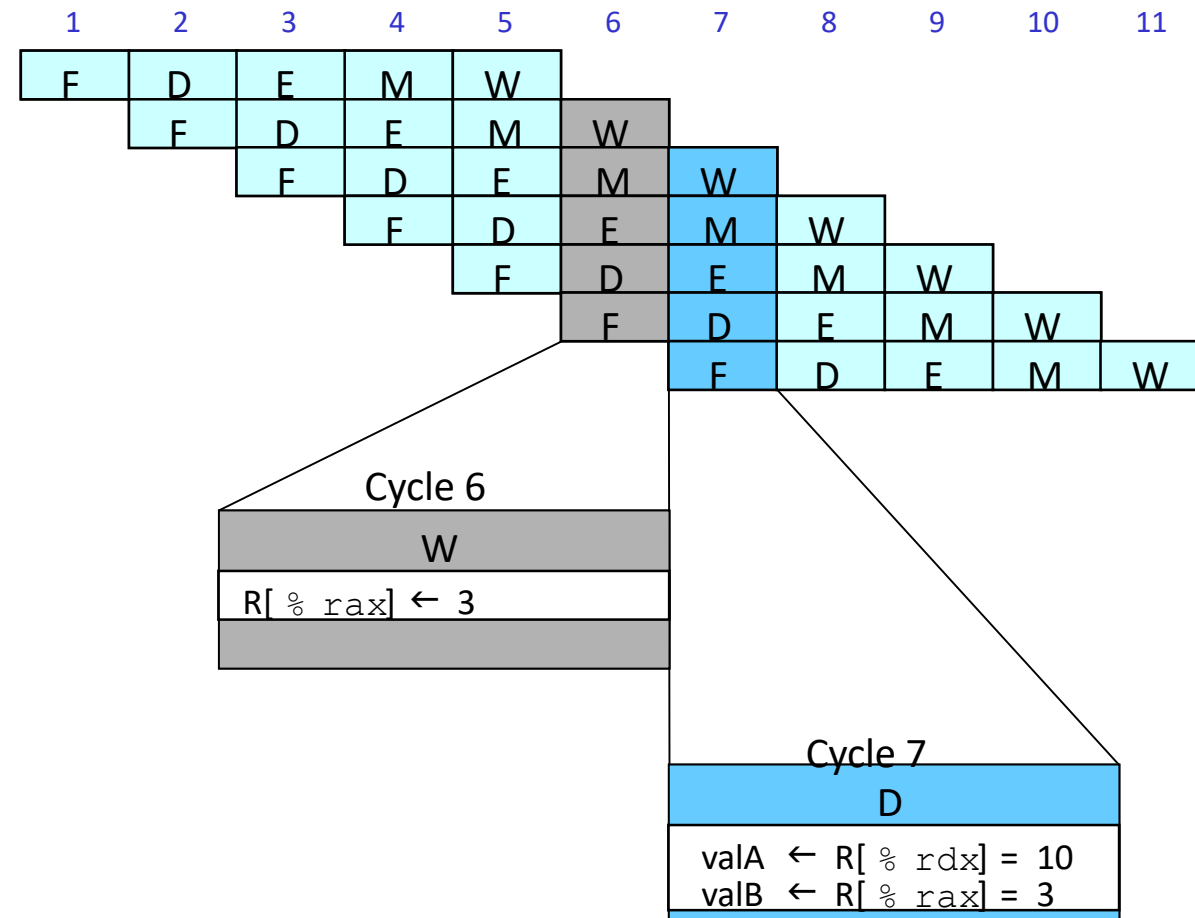 1 2 3 4 5 6 7 8 9 10 11
F D E M W
F D E M W
F D E M W
F D E M W
F D E M W
F D E M W
F D E M W
Cycle 6
W
R[ % rax] ← 3
Cycle 7
D
valA ← R[ % rdx] = 10
valB ← R[ % rax] = 3